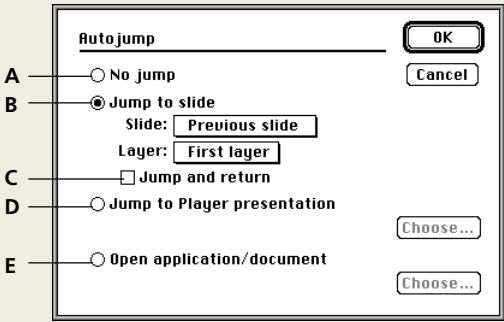 Autojump
OK
A
No jump
Cancel
B
Jump to slide
Slide: Previous slide
Layer: First layer
C
Jump and return
D
Jump to Player presentation
Choose...
E
Open application/document
Choose...